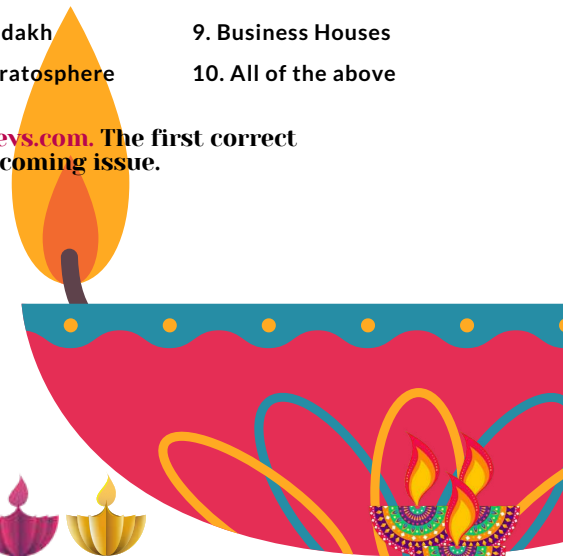 dakh
9. Business Houses
ratosphere
10. All of the above
evs.com. The first correct
coming issue.